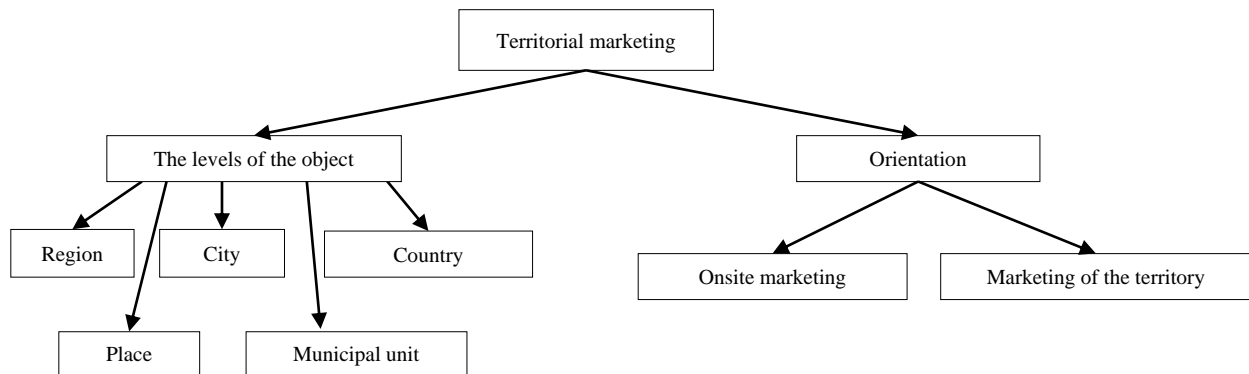 Territorial marketing
The levels of the object
Orientation
Region
City
Country
Onsite marketing
Marketing of the territory
Place
Municipal unit